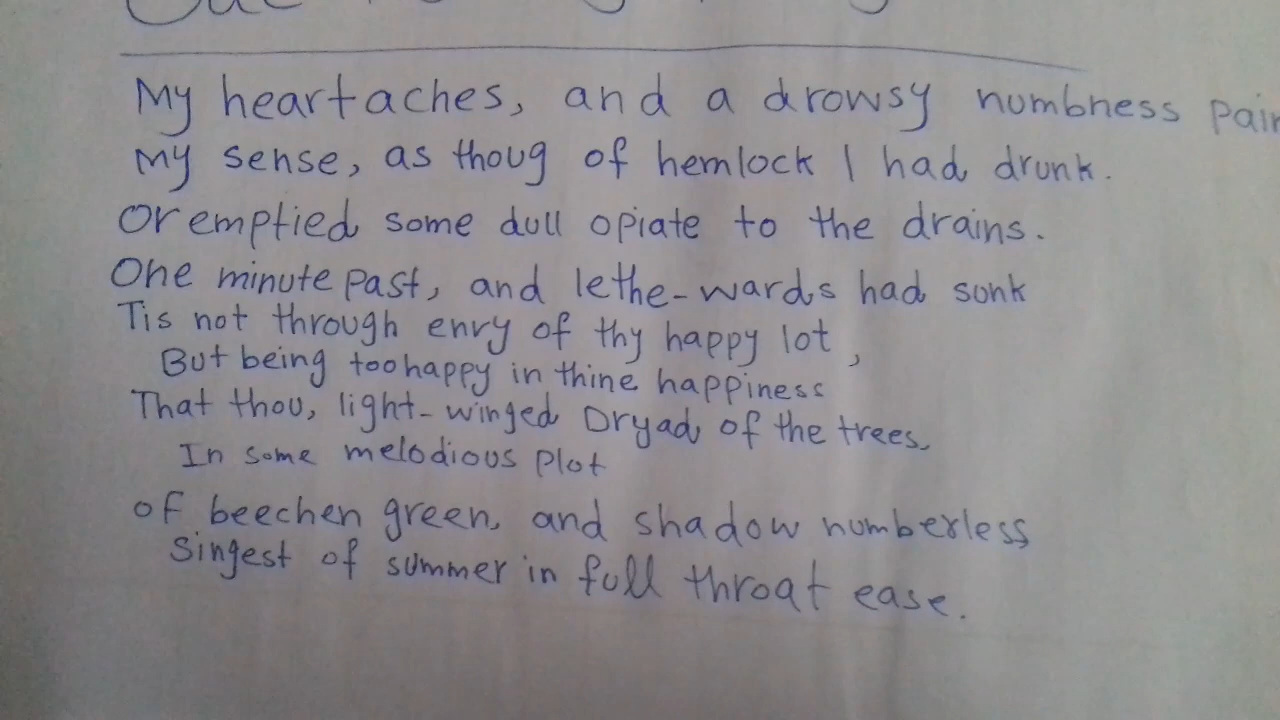 My heartaches, and a drowsy numbness
My sense, as thoug of hemlock I had drunk.
Or emptied some dull opiate to the drains.
One minute past, and lethe-wards had sunk
Tis not through envy of thy happy lot,
But being too happy in thine happiness
That thou, light-winged Dryad of the trees,
In some melodious plot
of beechen green, and shadow numberless,
Singest of summer in full throat ease.